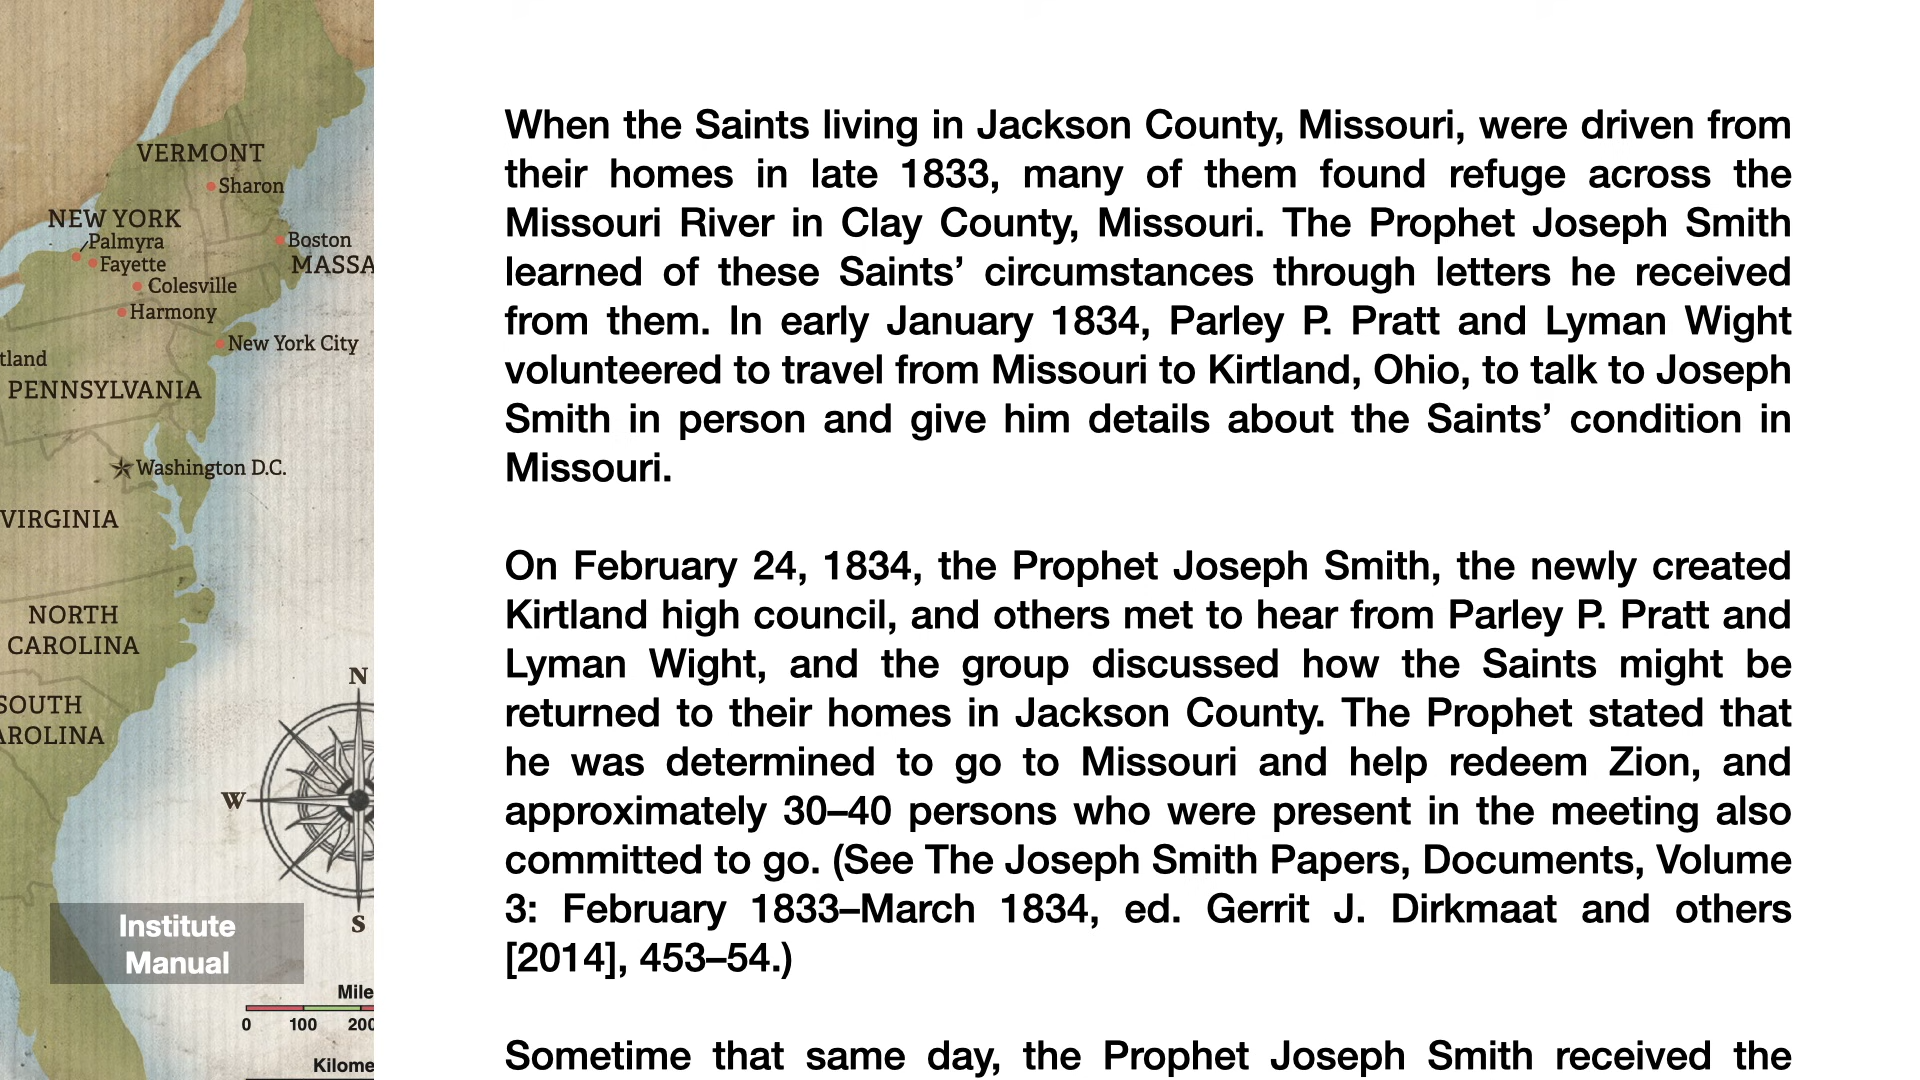 VERMONT
Sharon
NEW YORK
Palmyra
Fayette
Boston
MASSA
Colesville
Harmony
New York City
tland
PENNSYLVANIA
Washington D.C.
VIRGINIA
NORTH
CAROLINA
SOUTH
AROLINA
N
W
S
Institute
Manual
Mile
0 100 200
Kilome
When the Saints living in Jackson County, Missouri, were driven from
their homes in late 1833, many of them found refuge across the
Missouri River in Clay County, Missouri. The Prophet Joseph Smith
learned of these Saints’ circumstances through letters he received
from them. In early January 1834, Parley P. Pratt and Lyman Wight
volunteered to travel from Missouri to Kirtland, Ohio, to talk to Joseph
Smith in person and give him details about the Saints’ condition in
Missouri.
On February 24, 1834, the Prophet Joseph Smith, the newly created
Kirtland high council, and others met to hear from Parley P. Pratt and
Lyman Wight, and the group discussed how the Saints might be
returned to their homes in Jackson County. The Prophet stated that
he was determined to go to Missouri and help redeem Zion, and
approximately 30–40 persons who were present in the meeting also
committed to go. (See The Joseph Smith Papers, Documents, Volume
3: February 1833–March 1834, ed. Gerrit J. Dirkmaat and others
[2014], 453–54.)
Sometime that same day, the Prophet Joseph Smith received the